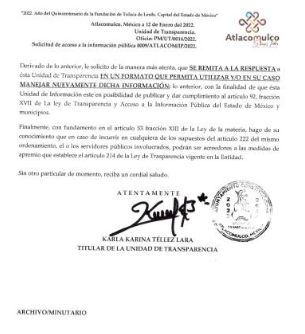 "2022. Año del Quincentenario de la Fundación de Toluca de Lerdo, Capital del Estado de México"
Atlacomulco, México a 12 de Enero del 2022.
Unidad de Transparencia.
Oficio PM/UT/0014/2022.
Solicitud de acceso a la información pública 0009/ATLACOM/IP/2022.
Atlacomulco
Derivado de lo anterior, le solicito de la manera más atenta, que SE REMITA A LA RESPUESTA a
ésta Unidad de Transparencia EN UN FORMATO QUE PERMITA UTILIZAR Y/O EN SU CASO
MANEJAR NUEVAMENTE DICHA INFORMACIÓN; lo anterior, con la finalidad de que ésta
Unidad de Información este en posibilidad de publicar y dar cumplimiento al artículo 92, fracción
XVII de la Ley de Transparencia y Acceso a la Información Pública del Estado de México y
municipios.
Finalmente, con fundamento en el artículo 53 fracción XIII de la Ley de la materia, hago de su
conocimiento que en caso de incurrir en cualquiera de los supuestos del artículo 222 del mismo
ordenamiento, el o los servidores públicos involucrados, podrán ser acreedores a las medidas de
apremio que establece el artículo 214 de la Ley de Trasparencia vigente en la Entidad.
Sin otro particular de momento, reciba un cordial saludo.
ATENTAMENTE
KARLA KARINA TÉLLEZ LARA
TITULAR DE LA UNIDAD DE TRANSPARENCIA
ARCHIVO/MINUTARIO